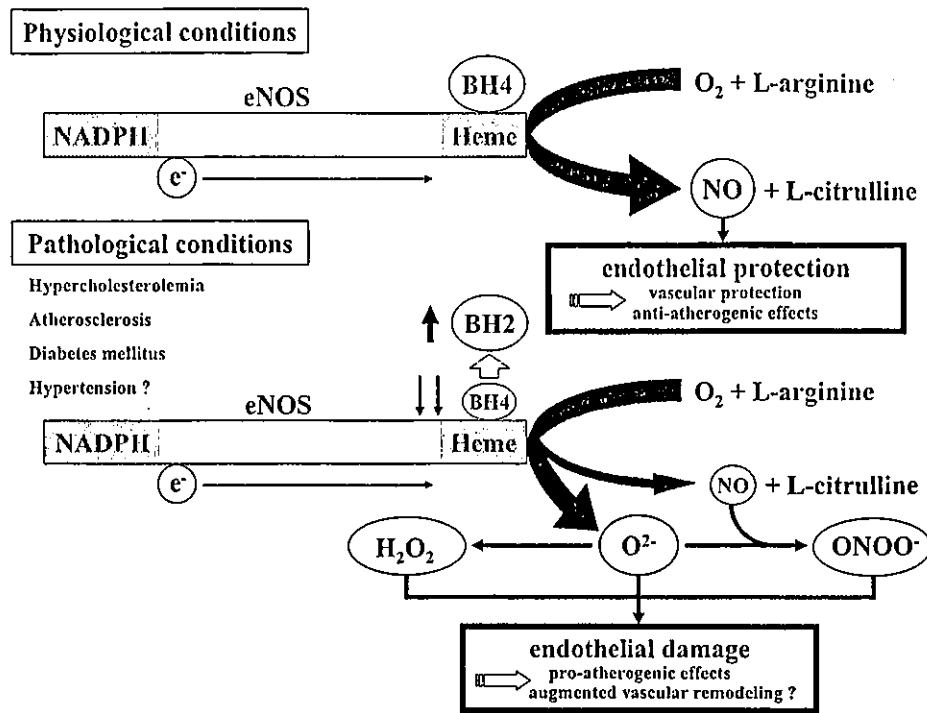 Physiological conditions
eNOS
BH4
O₂ + L-arginine
NADPH
Heme
e⁻
NO + L-citrulline
endothelial protection
vascular protection
anti-atherogenic effects
Pathological conditions
Hypercholesterolemia
Atherosclerosis
Diabetes mellitus
Hypertension ?
BH2
BH4
eNOS
O₂ + L-arginine
NADPH
Heme
e⁻
NO + L-citrulline
H₂O₂
O²⁻
ONOO⁻
endothelial damage
pro-atherogenic effects
augmented vascular remodeling ?